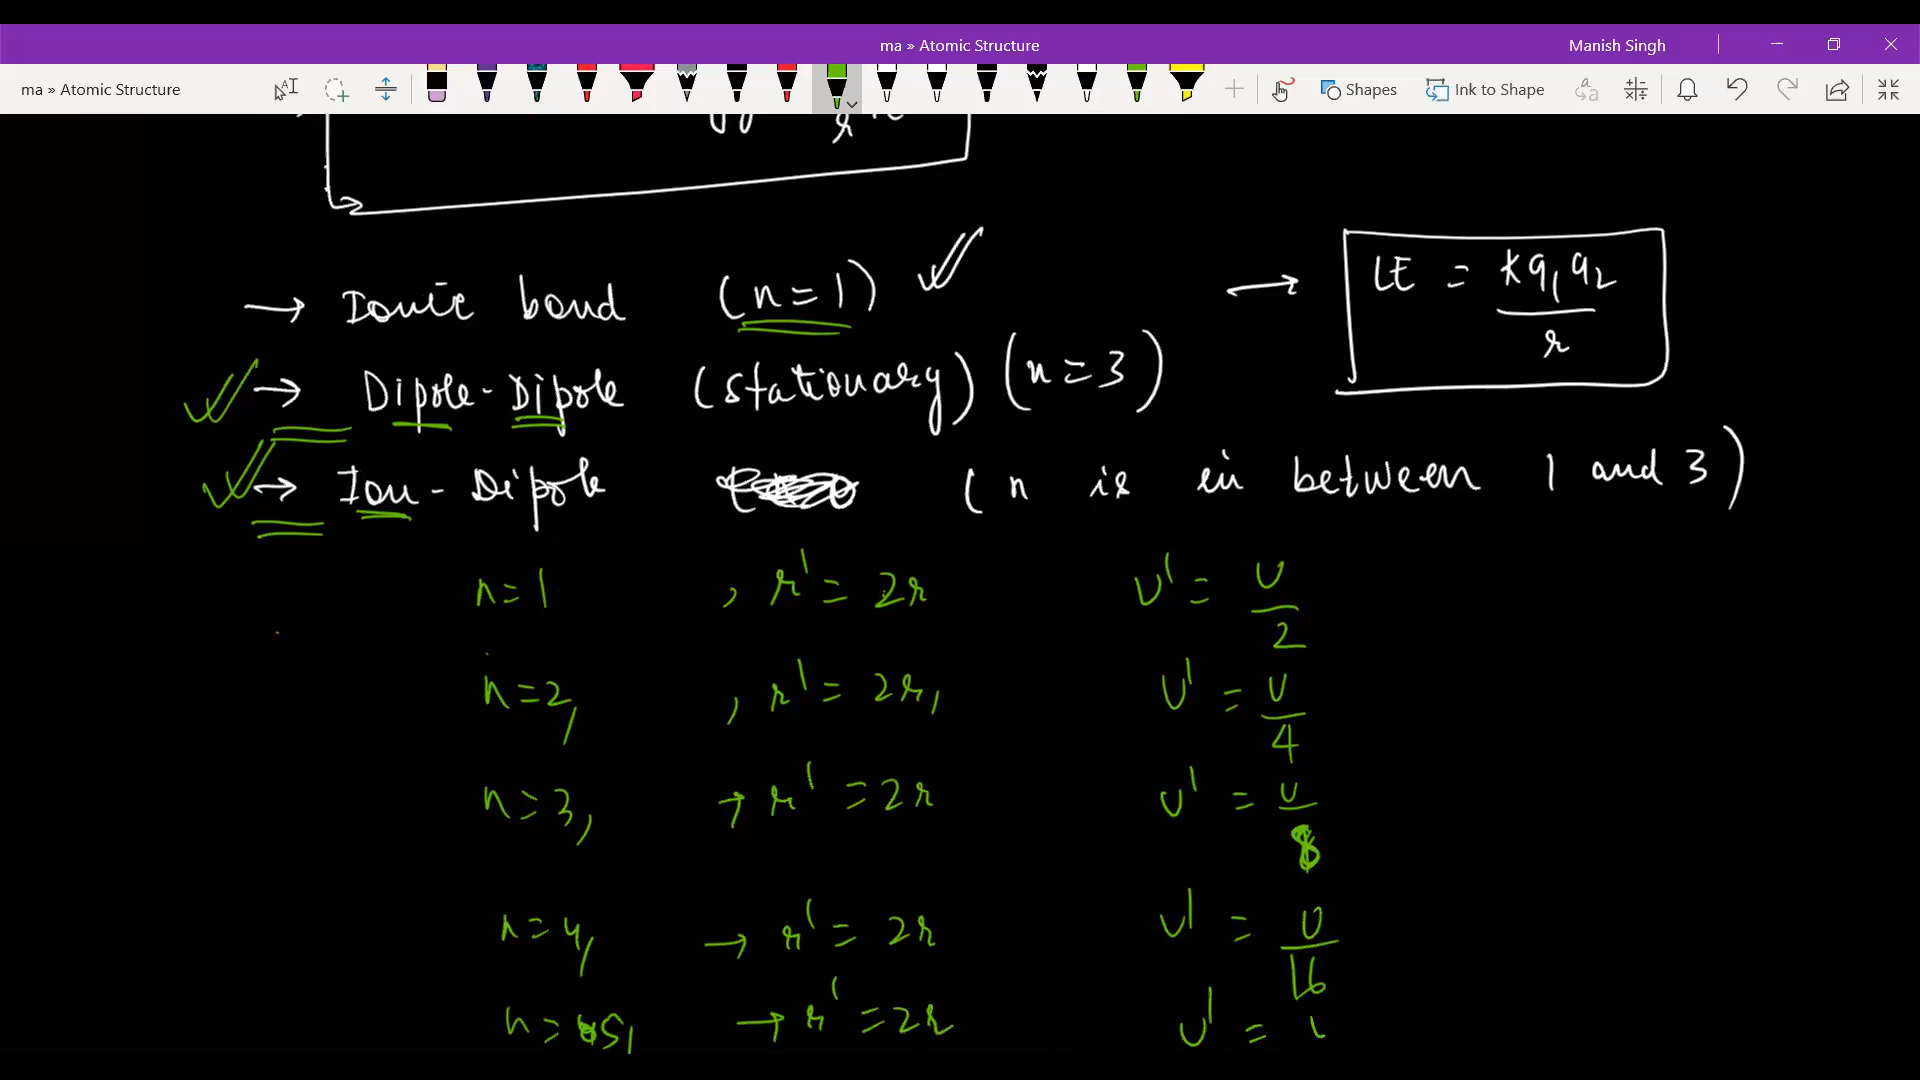 ma » Atomic Structure
Manish Singh
ma » Atomic Structure
Shapes
Ink to Shape
→ Ionic bond (n=1)
→ LE = Kq₁q₂/r
→ Dipole-Dipole (stationary) (n=3)
→ Ion-Dipole (n is in between 1 and 3)
n=1 , r' = 2r U' = U/2
n=2, , r' = 2r, U' = U/4
n=3, → r' = 2r U' = U/8
n=4, → r' = 2r U' = U/16
n=5, → r' = 2r U' =